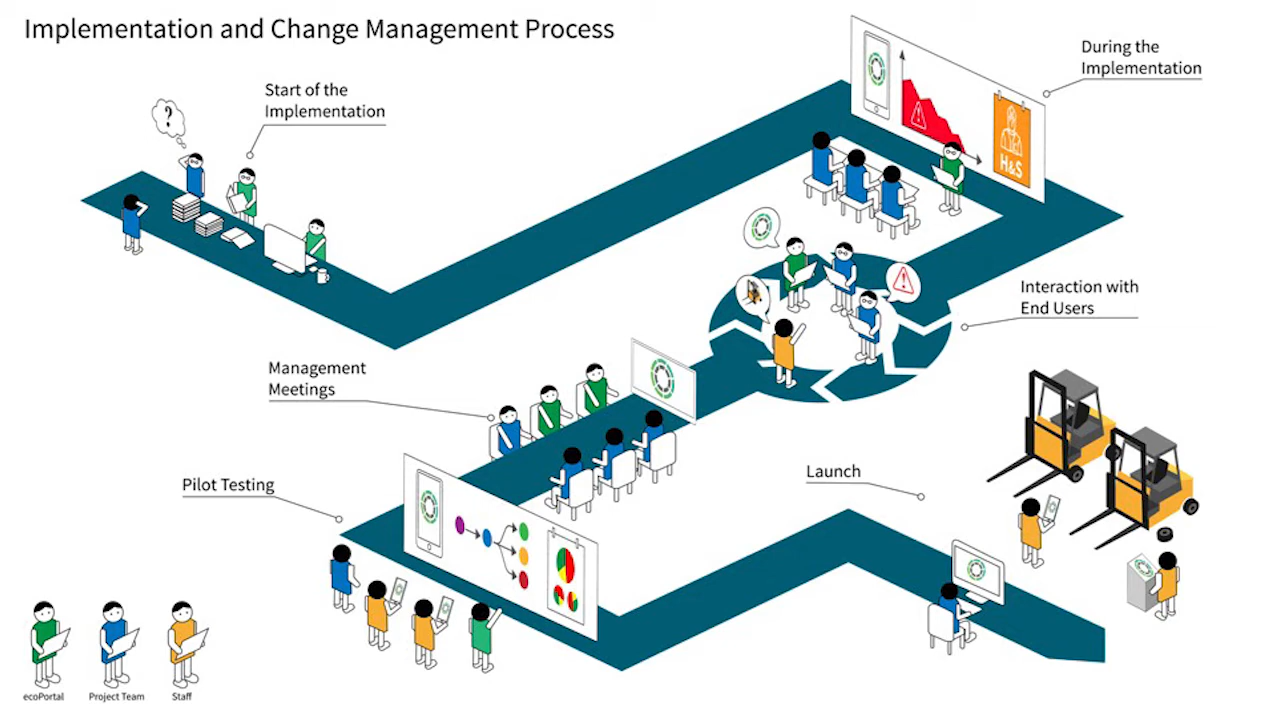 Implementation and Change Management Process
Start of the
Implementation
?
During the
Implementation
H&S
Interaction with
End Users
Management
Meetings
Pilot Testing
Launch
ecoPortal
Project Team
Staff